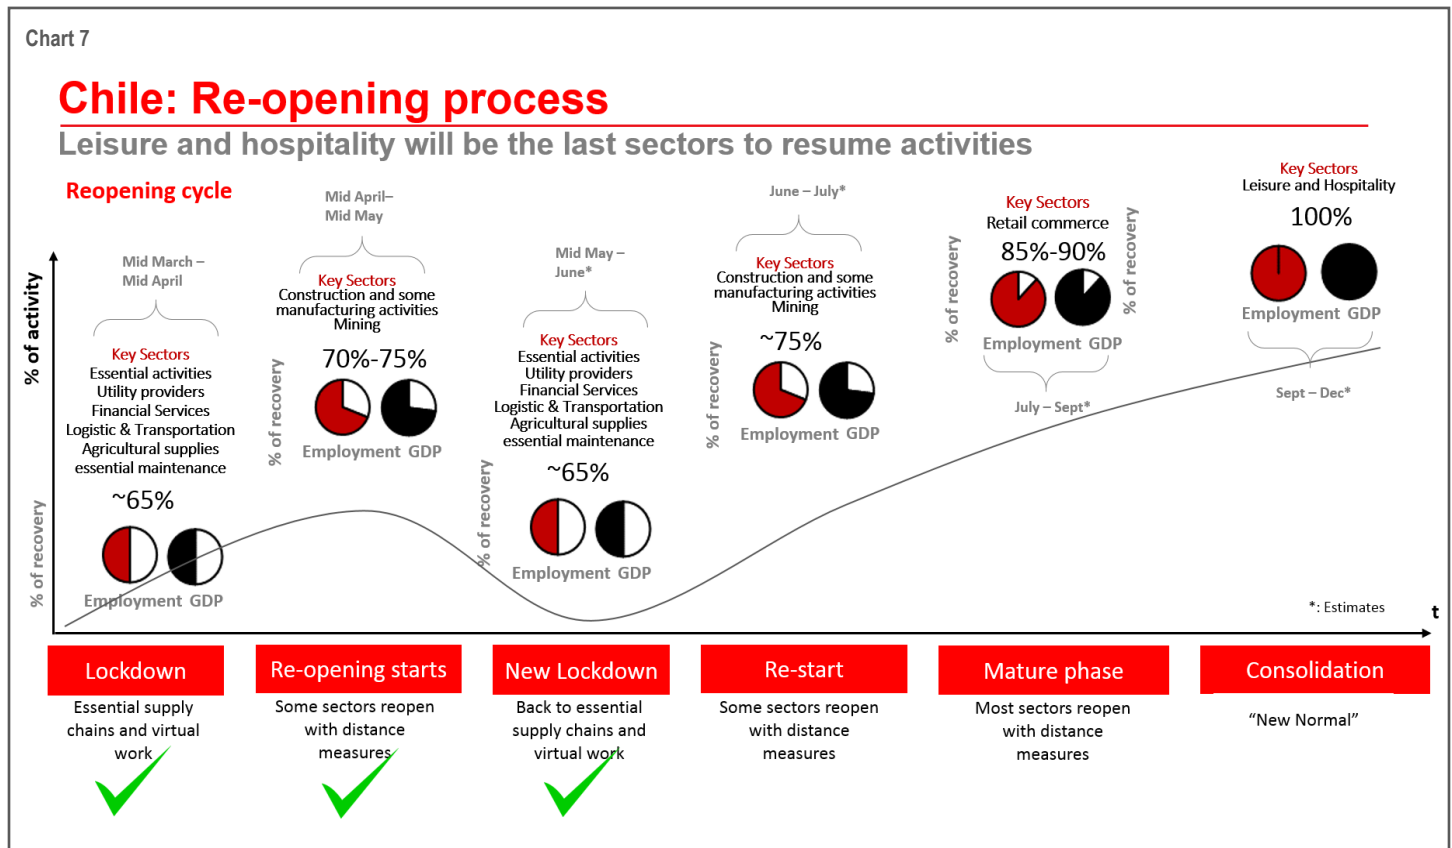 Chart 7
Chile: Re-opening process
Leisure and hospitality will be the last sectors to resume activities
Reopening cycle
% of activity
Mid March –
Mid April
Key Sectors
Essential activities
Utility providers
Financial Services
Logistic & Transportation
Agricultural supplies
essential maintenance
~65%
% of recovery
Employment GDP
Mid April–
Mid May
Key Sectors
Construction and some
manufacturing activities
Mining
70%-75%
% of recovery
Employment GDP
Mid May –
June*
Key Sectors
Essential activities
Utility providers
Financial Services
Logistic & Transportation
Agricultural supplies
essential maintenance
~65%
% of recovery
Employment GDP
June – July*
Key Sectors
Construction and some
manufacturing activities
Mining
~75%
% of recovery
Employment GDP
Key Sectors
Retail commerce
85%-90%
% of recovery
% of recovery
Employment GDP
July – Sept*
Key Sectors
Leisure and Hospitality
100%
Employment GDP
Sept – Dec*
*: Estimates
t
Lockdown
Essential supply
chains and virtual
work
Re-opening starts
Some sectors reopen
with distance
measures
New Lockdown
Back to essential
supply chains and
virtual work
Re-start
Some sectors reopen
with distance
measures
Mature phase
Most sectors reopen
with distance
measures
Consolidation
“New Normal”